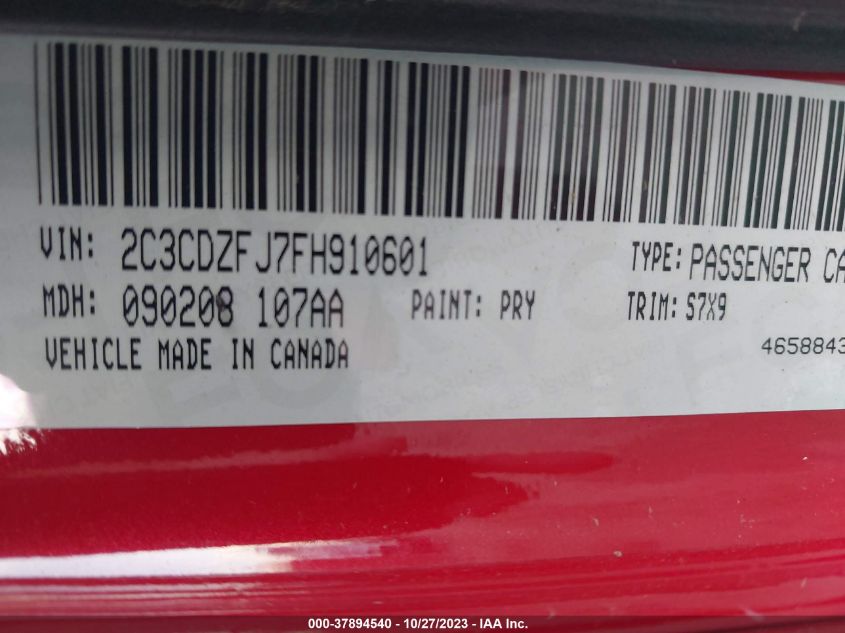 VIN: 2C3CDZFJ7FH910601 TYPE: PASSENGER CA
MDH: 090208 107AA PAINT: PRY TRIM: S7X9
VEHICLE MADE IN CANADA 4658843
000-37894540 • 10/27/2023 • IAA Inc.